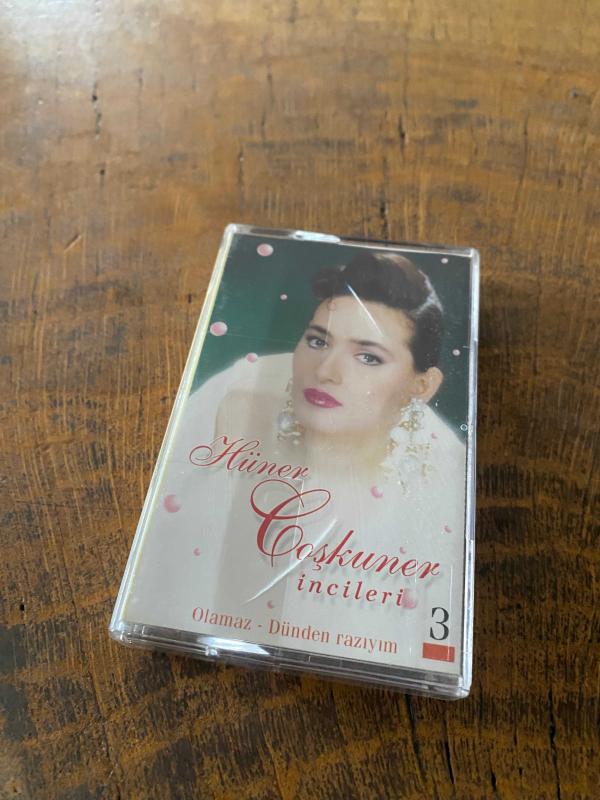 Hüner
Coşkuner
incileri
Olamaz - Dünden razıyım
3